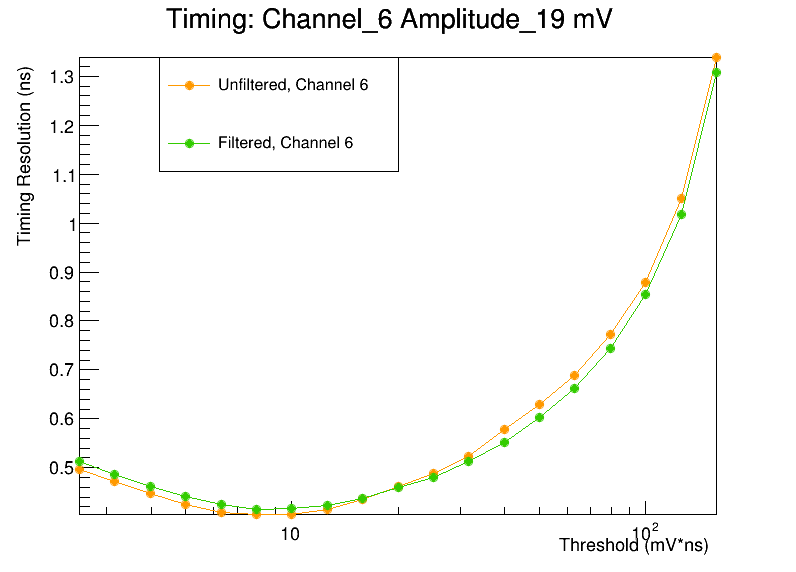 Timing: Channel_6 Amplitude_19 mV
Timing Resolution (ns)
1.3
1.2
1.1
1
0.9
0.8
0.7
0.6
0.5
Unfiltered, Channel 6
Filtered, Channel 6
10
10²
Threshold (mV*ns)